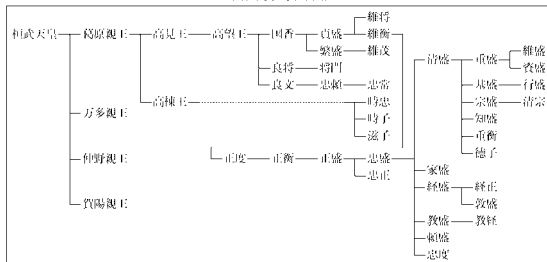 桓武天皇 葛原親王 高見王 高望王 国香 貞盛 維将
維衡
繁盛 維茂
良将 将門
良文 忠頼 忠常
高棟王 時忠
時子
滋子
万多親王
仲野親王
賀陽親王
正度 正衡 正盛 忠盛
忠正
清盛 重盛 維盛
資盛
基盛 行盛
宗盛 清宗
知盛
重衡
徳子
家盛
経盛 経正
敦盛
教盛 教経
頼盛
忠度